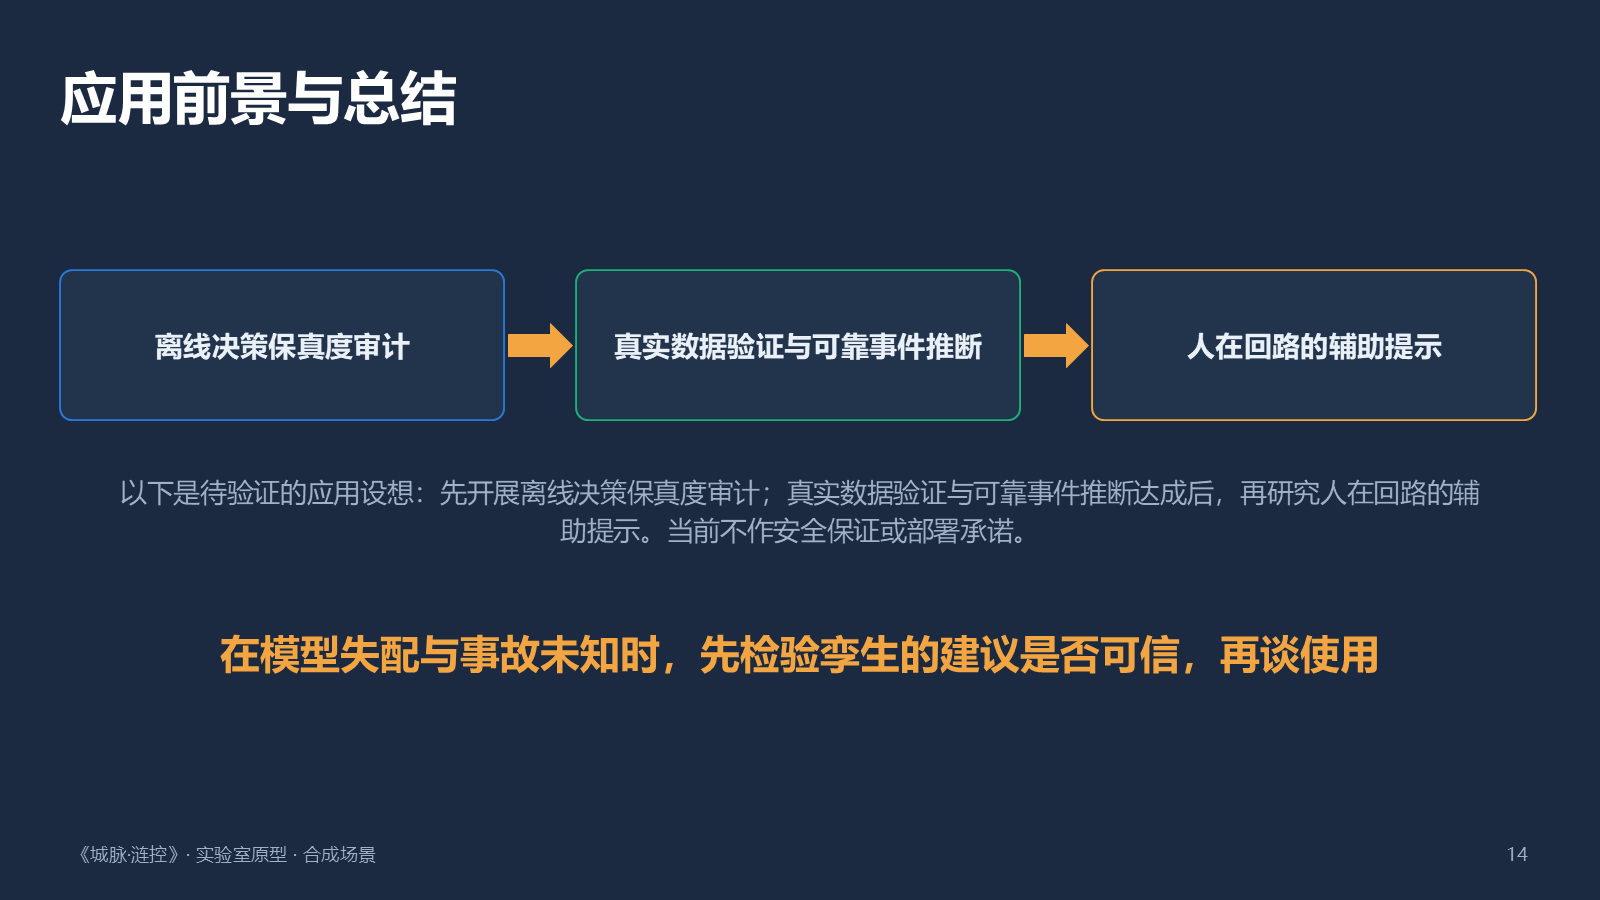 应用前景与总结
离线决策保真度审计
真实数据验证与可靠事件推断
人在回路的辅助提示
以下是待验证的应用设想：先开展离线决策保真度审计；真实数据验证与可靠事件推断达成后，再研究人在回路的辅
助提示。当前不作安全保证或部署承诺。
在模型失配与事故未知时，先检验孪生的建议是否可信，再谈使用
《城脉·涟控》· 实验室原型 · 合成场景
14